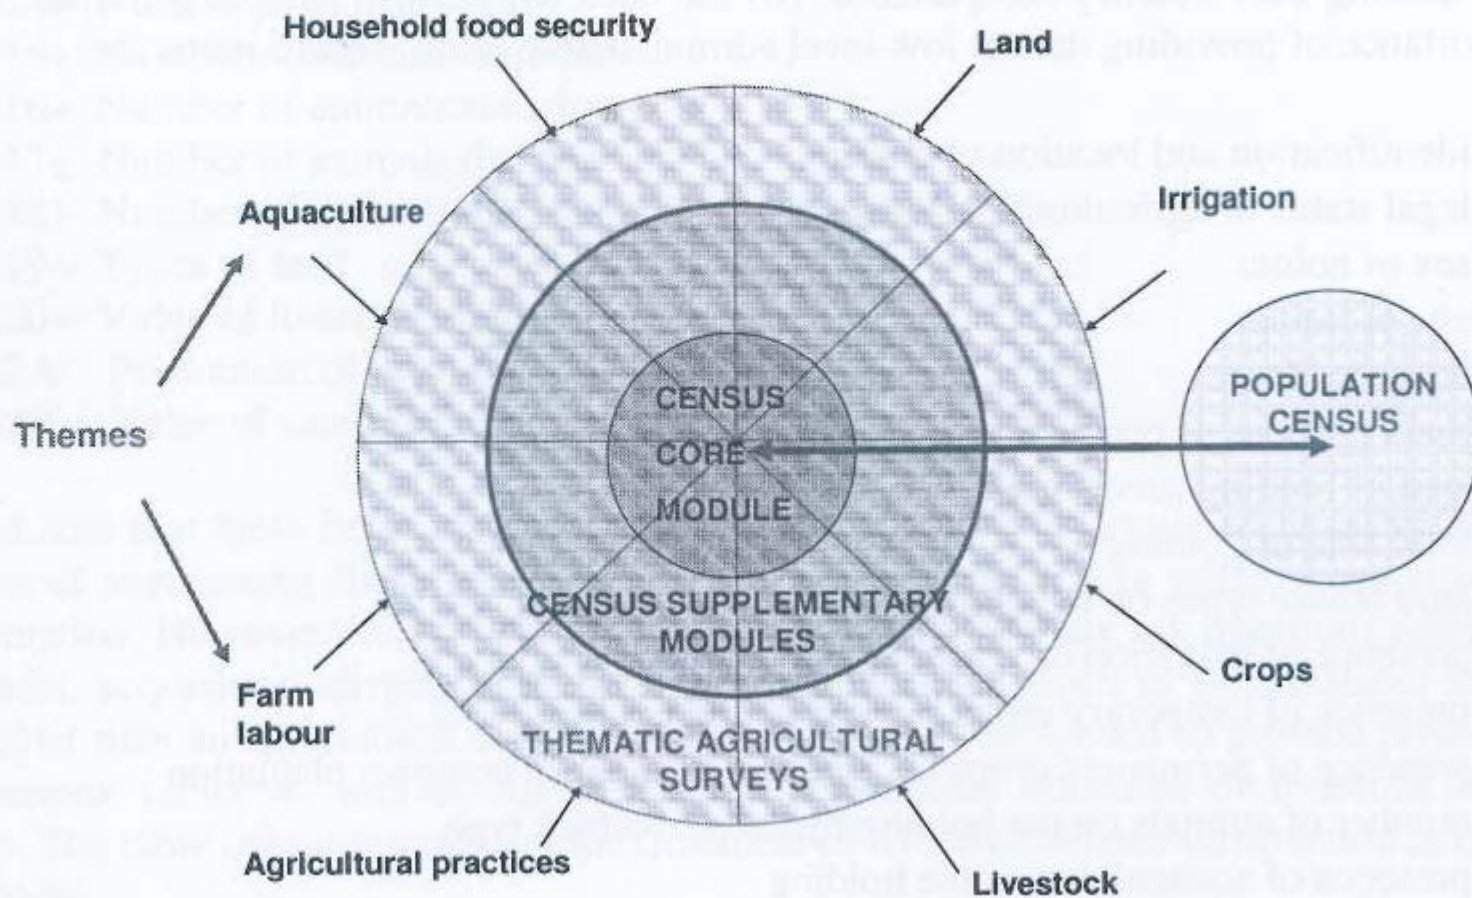 Household food security
Land
Aquaculture
Irrigation
POPULATION
CENSUS
CENSUS
Themes
CORE
MODULE
CENSUS SUPPLEMENTARY
MODULES
Crops
Farm
labour
THEMATIC AGRICULTURAL
SURVEYS
Agricultural practices
Livestock